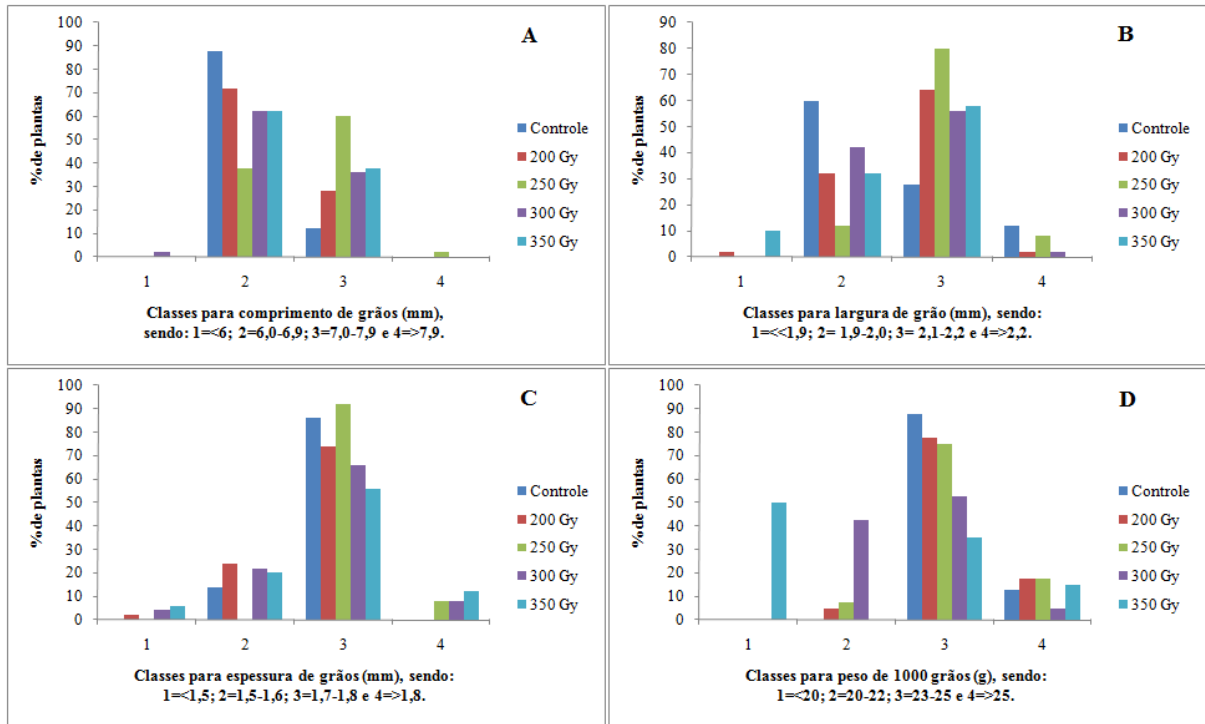 A
% de plantas
100
90
80
70
60
50
40
30
20
10
0
1 2 3 4
Controle
200 Gy
250 Gy
300 Gy
350 Gy
Classes para comprimento de grãos (mm),
sendo: 1=<6; 2=6,0-6,9; 3=7,0-7,9 e 4=>7,9.
B
% de plantas
90
80
70
60
50
40
30
20
10
0
1 2 3 4
Controle
200 Gy
250 Gy
300 Gy
350 Gy
Classes para largura de grão (mm), sendo:
1=<<1,9; 2= 1,9-2,0; 3= 2,1-2,2 e 4=>2,2.
C
% de plantas
100
90
80
70
60
50
40
30
20
10
0
1 2 3 4
Controle
200 Gy
250 Gy
300 Gy
350 Gy
Classes para espessura de grãos (mm), sendo:
1=<1,5; 2=1,5-1,6; 3=1,7-1,8 e 4=>1,8.
D
% de plantas
100
90
80
70
60
50
40
30
20
10
0
1 2 3 4
Controle
200 Gy
250 Gy
300 Gy
350 Gy
Classes para peso de 1000 grãos (g), sendo:
1=<20; 2=20-22; 3=23-25 e 4=>25.